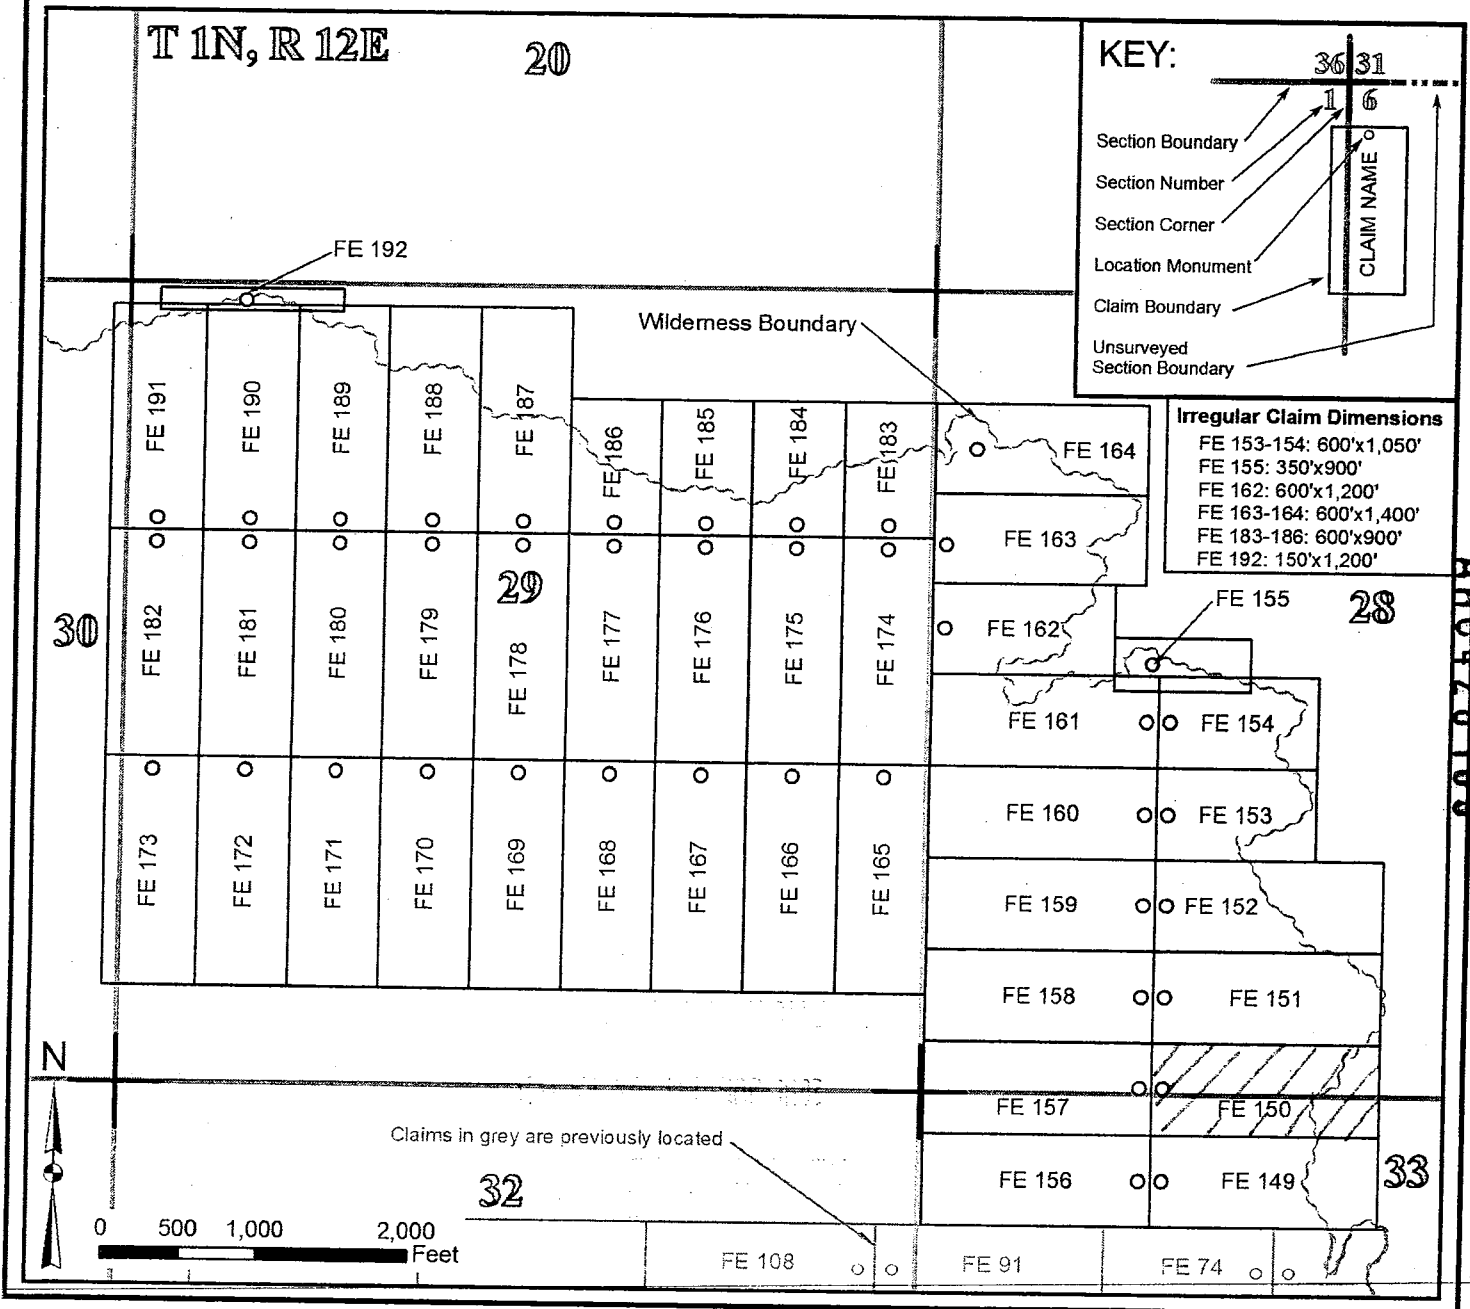 T 1N, R 12E
20
KEY:
36 31
1 6
Section Boundary
Section Number
Section Corner
Location Monument
Claim Boundary
Unsurveyed
Section Boundary
CLAIM NAME
FE 192
Wilderness Boundary
Irregular Claim Dimensions
FE 153-154: 600'x1,050'
FE 155: 350'x900'
FE 162: 600'x1,200'
FE 163-164: 600'x1,400'
FE 183-186: 600'x900'
FE 192: 150'x1,200'
FE 191
FE 190
FE 189
FE 188
FE 187
FE 186
FE 185
FE 184
FE 183
FE 164
FE 163
29
30
28
FE 155
FE 182
FE 181
FE 180
FE 179
FE 178
FE 177
FE 176
FE 175
FE 174
FE 162
FE 161
FE 154
FE 160
FE 153
FE 173
FE 172
FE 171
FE 170
FE 169
FE 168
FE 167
FE 166
FE 165
FE 159
FE 152
FE 158
FE 151
N
FE 157
FE 150
Claims in grey are previously located
32
FE 156
FE 149
33
0 500 1,000 2,000
Feet
FE 108
FE 91
FE 74